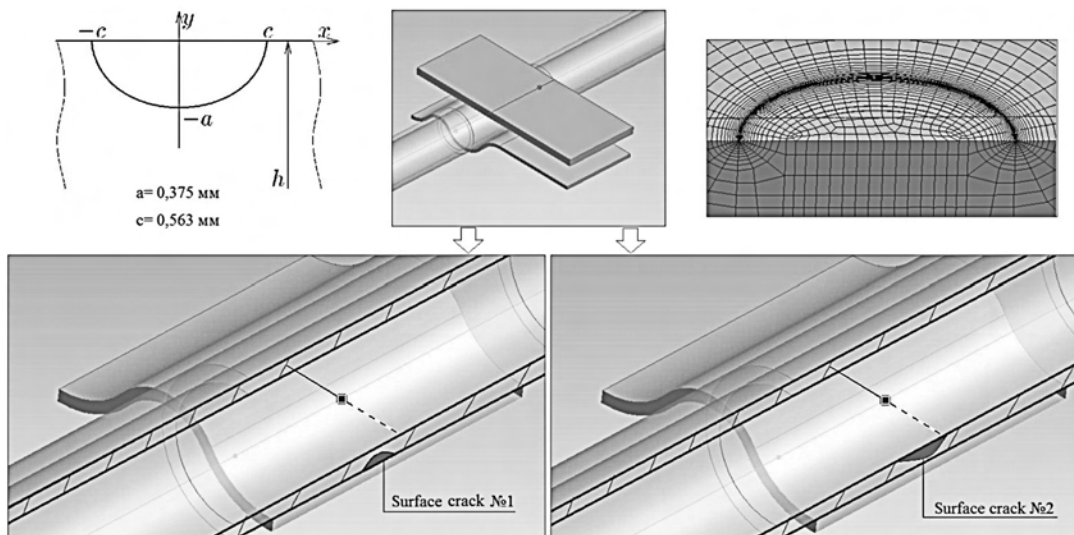 y
−c
c
x
−a
h
a= 0,375 мм
c= 0,563 мм
Surface crack №1
Surface crack №2